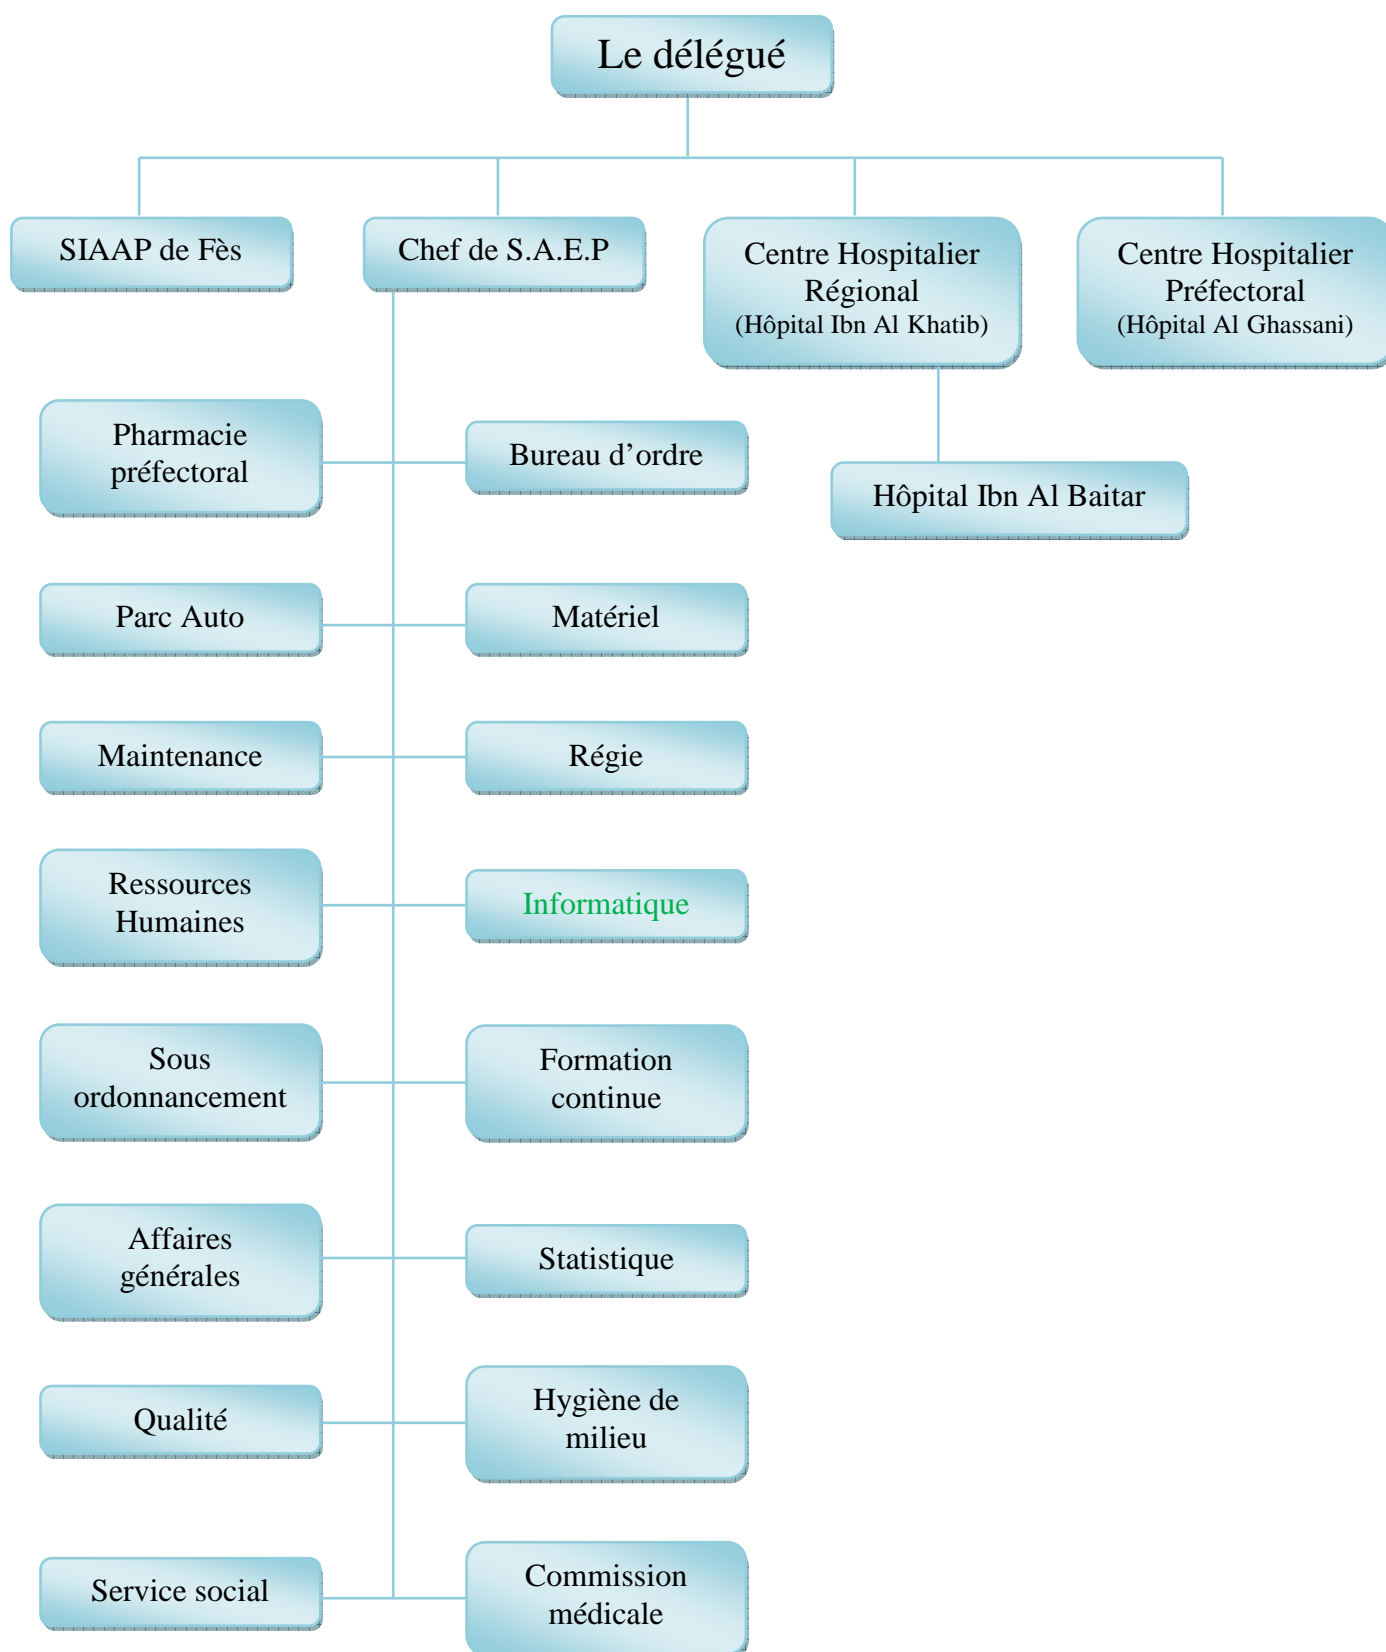 Le délégué
SIAAP de Fès
Chef de S.A.E.P
Centre Hospitalier
Régional
(Hôpital Ibn Al Khatib)
Centre Hospitalier
Préfectoral
(Hôpital Al Ghassani)
Pharmacie
préfectoral
Bureau d’ordre
Hôpital Ibn Al Baitar
Parc Auto
Matériel
Maintenance
Régie
Ressources
Humaines
Informatique
Sous
ordonnancement
Formation
continue
Affaires
générales
Statistique
Qualité
Hygiène de
milieu
Service social
Commission
médicale